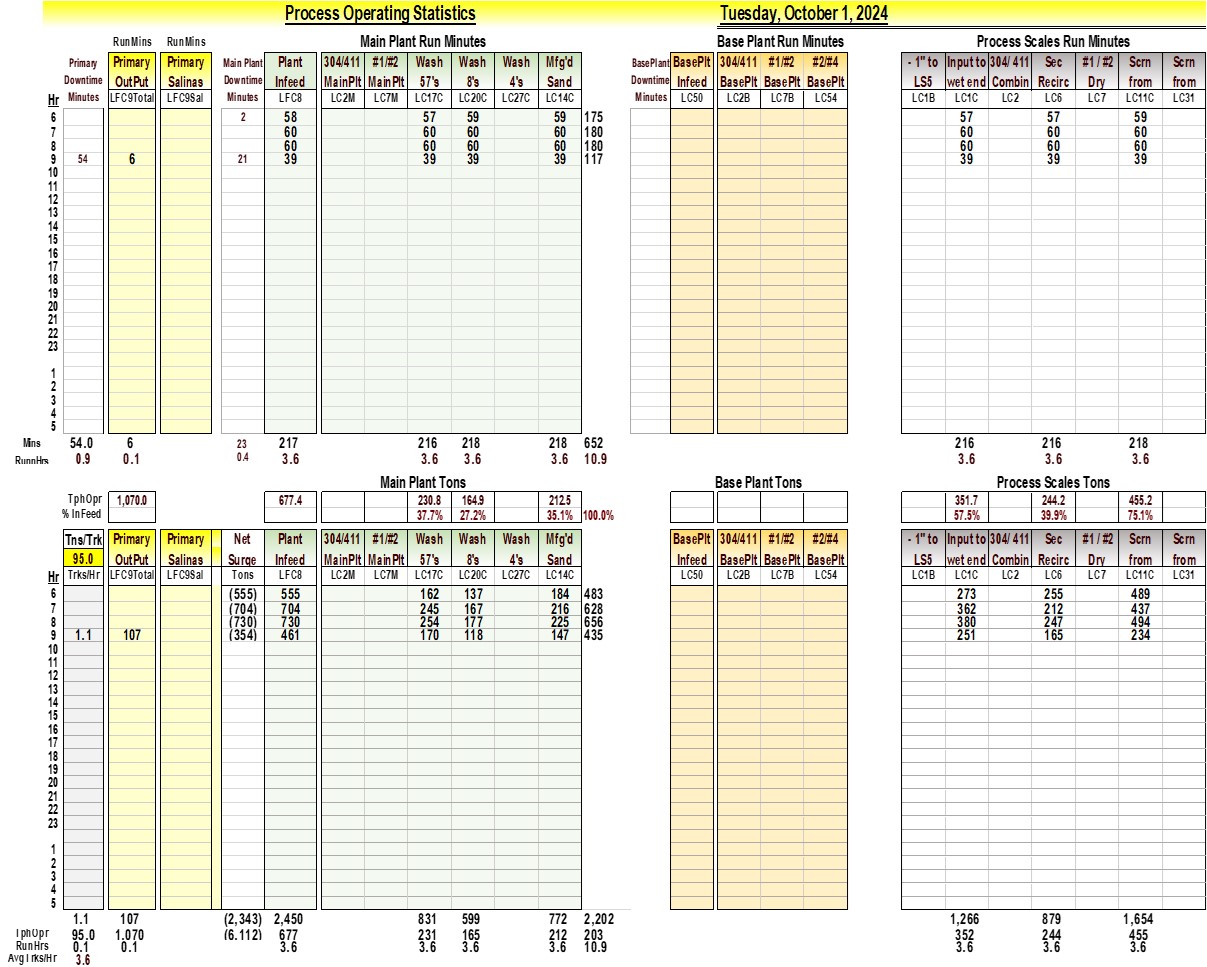 Process Operating Statistics Tuesday, October 1, 2024
RunMins RunMins Main Plant Run Minutes Base Plant Run Minutes Process Scales Run Minutes
Primary Primary Primary Main Plant Plant 304/411 #1/#2 Wash Wash Wash Mfg'd BasePlant BasePlt 304/411 #1/#2 #2/#4 - 1" to Input to 304/ 411 Sec #1 / #2 Scrn Scrn
Downtime OutPut Salinas Downtime Infeed MainPlt MainPlt 57's 8's 4's Sand Downtime Infeed BasePlt BasePlt BasePlt LS5 wet end Combin Recirc Dry from from
Hr Minutes LFC9Total LFC9Sal Minutes LFC8 LC2M LC7M LC17C LC20C LC27C LC14C Minutes LC50 LC2B LC7B LC54 LC1B LC1C LC2 LC6 LC7 LC11C LC31
6 2 58 57 59 59 175 57 57 59
7 60 60 60 60 180 60 60 60
8 60 60 60 60 180 60 60 60
9 54 6 21 39 39 39 39 117 39 39 39
10
11
12
13
14
15
16
17
18
19
20
21
22
23
1
2
3
4
5
Mins 54.0 6 23 217 216 218 218 652 216 216 218
RunnHrs 0.9 0.1 0.4 3.6 3.6 3.6 3.6 10.9 3.6 3.6 3.6
Main Plant Tons Base Plant Tons Process Scales Tons
TphOpr 1,070.0 677.4 230.8 164.9 212.5 351.7 244.2 455.2
% InFeed 37.7% 27.2% 35.1% 100.0% 57.5% 39.9% 75.1%
Tns/Trk Primary Primary Net Plant 304/411 #1/#2 Wash Wash Wash Mfg'd BasePlt 304/411 #1/#2 #2/#4 - 1" to Input to 304/ 411 Sec #1 / #2 Scrn Scrn
95.0 OutPut Salinas Surge Infeed MainPlt MainPlt 57's 8's 4's Sand Infeed BasePlt BasePlt BasePlt LS5 wet end Combin Recirc Dry from from
Hr Trks/Hr LFC9Total LFC9Sal Tons LFC8 LC2M LC7M LC17C LC20C LC27C LC14C LC50 LC2B LC7B LC54 LC1B LC1C LC2 LC6 LC7 LC11C LC31
6 (555) 555 162 137 184 483 273 255 489
7 (704) 704 245 167 216 628 362 212 437
8 (730) 730 254 177 225 656 380 247 494
9 1.1 107 (354) 461 170 118 147 435 251 165 234
10
11
12
13
14
15
16
17
18
19
20
21
22
23
1
2
3
4
5
1.1 107 (2,343) 2,450 831 599 772 2,202 1,266 879 1,654
TphOpr 95.0 1,070 (6,112) 677 231 165 212 203 352 244 455
RunHrs 0.1 0.1 3.6 3.6 3.6 3.6 10.9 3.6 3.6 3.6
AvgTrks/Hr 3.6